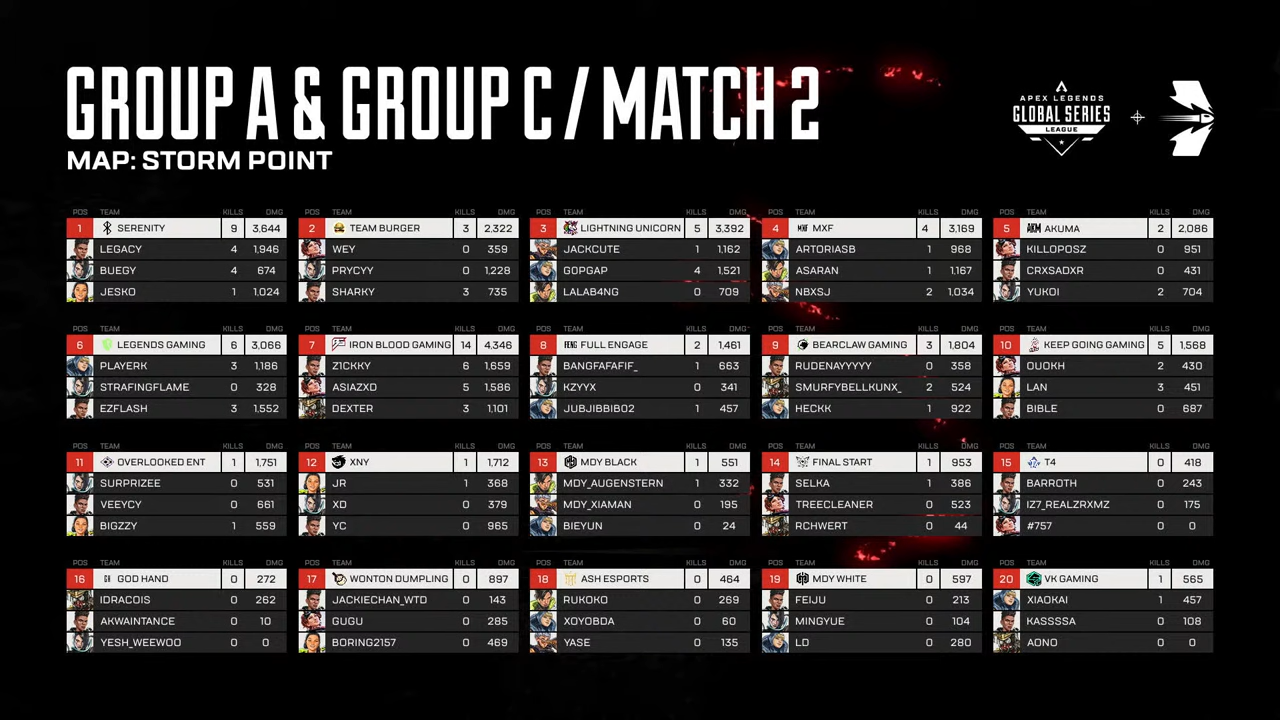 GROUP A & GROUP C / MATCH 2
MAP: STORM POINT
APEX LEGENDS
GLOBAL SERIES
LEAGUE
POS TEAM KILLS DMG POS TEAM KILLS DMG POS TEAM KILLS DMG POS TEAM KILLS DMG POS TEAM KILLS DMG
1 SERENITY 9 3,644 2 TEAM BURGER 3 2,322 3 LIGHTNING UNICORN 5 3,392 4 MXF MXF 4 3,169 5 AKM AKUMA 2 2,086
LEGACY 4 1,946 WEY 0 359 JACKCUTE 1 1,162 ARTORIASB 1 968 KILLOPOSZ 0 951
BUEGY 4 674 PRYCYY 0 1,228 GOPGAP 4 1,521 ASARAN 1 1,167 CRXSADXR 0 431
JESKO 1 1,024 SHARKY 3 735 LALAB4NG 0 709 NBXSJ 2 1,034 YUKOI 2 704
POS TEAM KILLS DMG POS TEAM KILLS DMG POS TEAM KILLS DMG POS TEAM KILLS DMG POS TEAM KILLS DMG
6 LEGENDS GAMING 6 3,066 7 IRON BLOOD GAMING 14 4,346 8 FENG FULL ENGAGE 2 1,461 9 BEARCLAW GAMING 3 1,804 10 KEEP GOING GAMING 5 1,568
PLAYERK 3 1,186 Z1CKKY 6 1,659 BANGFAFAFIF_ 1 663 RUDENAYYYYY 0 358 OUOKH 2 430
STRAFINGFLAME 0 328 ASIAZXD 5 1,586 KZYYX 0 341 SMURFYBELLKUNX_ 2 524 LAN 3 451
EZFLASH 3 1,552 DEXTER 3 1,101 JUBJIBBIB02 1 457 HECKK 1 922 BIBLE 0 687
POS TEAM KILLS DMG POS TEAM KILLS DMG POS TEAM KILLS DMG POS TEAM KILLS DMG POS TEAM KILLS DMG
11 OVERLOOKED ENT 1 1,751 12 XNY 1 1,712 13 MDY BLACK 1 551 14 FINAL START 1 953 15 T4 0 418
SURPRIZEE 0 531 JR 1 368 MDY_AUGENSTERN 1 332 SELKA 1 386 BARROTH 0 243
VEEYCY 0 661 XD 0 379 MDY_XIAMAN 0 195 TREECLEANER 0 523 IZ7_REALZRXMZ 0 175
BIGZZY 1 559 YC 0 965 BIEYUN 0 24 RCHWERT 0 44 #757 0 0
POS TEAM KILLS DMG POS TEAM KILLS DMG POS TEAM KILLS DMG POS TEAM KILLS DMG POS TEAM KILLS DMG
16 GOD HAND 0 272 17 WONTON DUMPLING 0 897 18 ASH ESPORTS 0 464 19 MDY WHITE 0 597 20 VK GAMING 1 565
IDRACOIS 0 262 JACKIECHAN_WTD 0 143 RUKOKO 0 269 FEIJU 0 213 XIAOKAI 1 457
AKWAINTANCE 0 10 GUGU 0 285 XOYOBDA 0 60 MINGYUE 0 104 KASSSSA 0 108
YESH_WEEWOO 0 0 BORING2157 0 469 YASE 0 135 LD 0 280 AONO 0 0